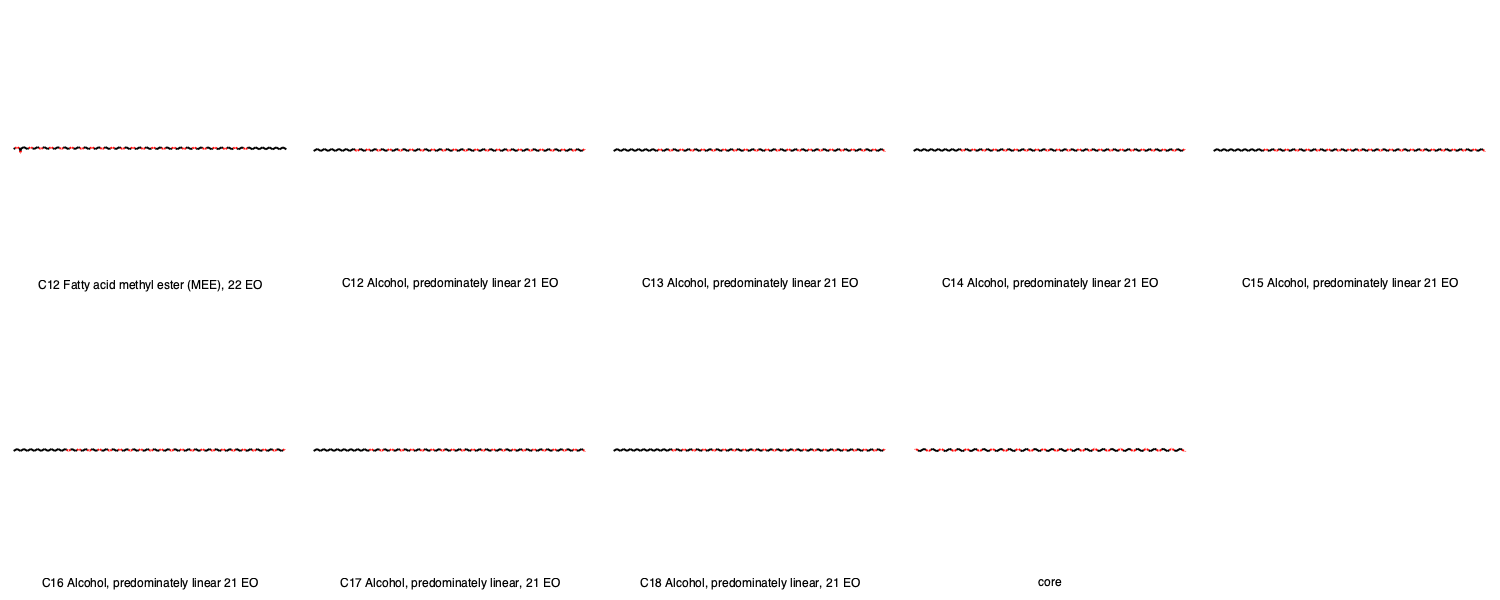 C12 Fatty acid methyl ester (MEE), 22 EO
C12 Alcohol, predominately linear 21 EO
C13 Alcohol, predominately linear 21 EO
C14 Alcohol, predominately linear 21 EO
C15 Alcohol, predominately linear 21 EO
C16 Alcohol, predominately linear 21 EO
C17 Alcohol, predominately linear, 21 EO
C18 Alcohol, predominately linear, 21 EO
core